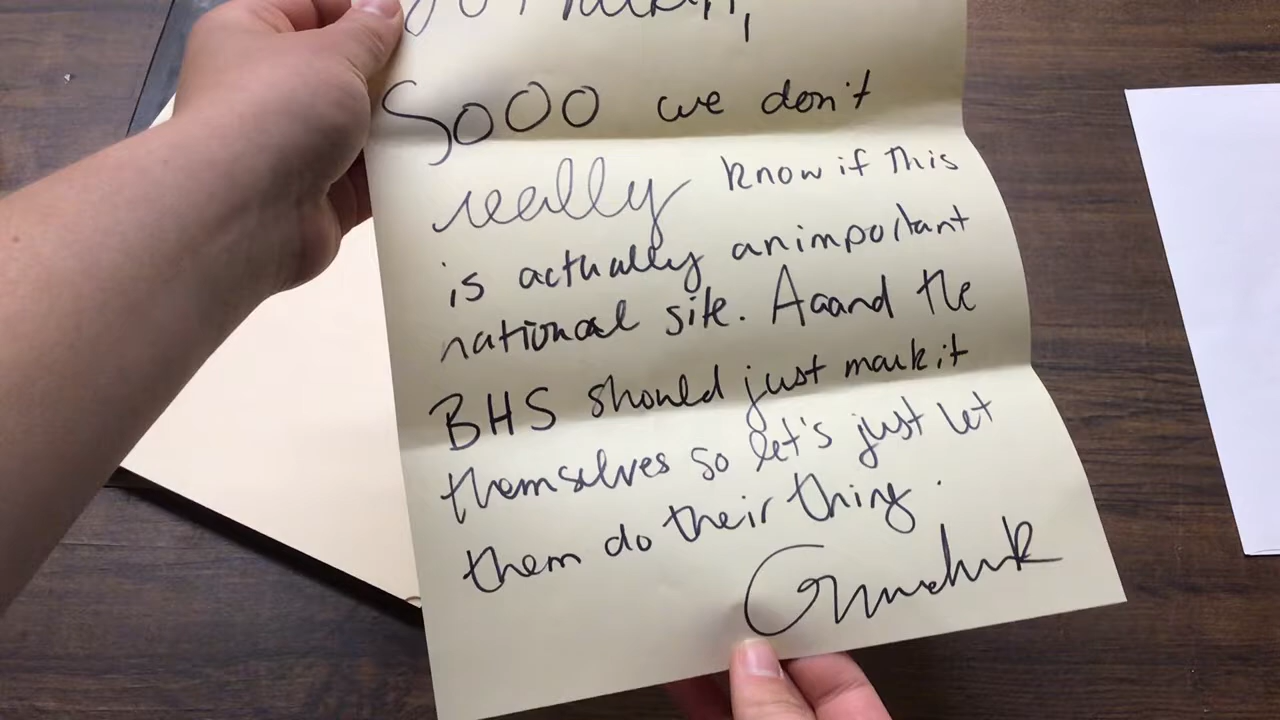 SoOO we don't
really know if this
is actually an important
national site. Aaand the
BHS should just mark it
themselves so let's just let
them do their thing.